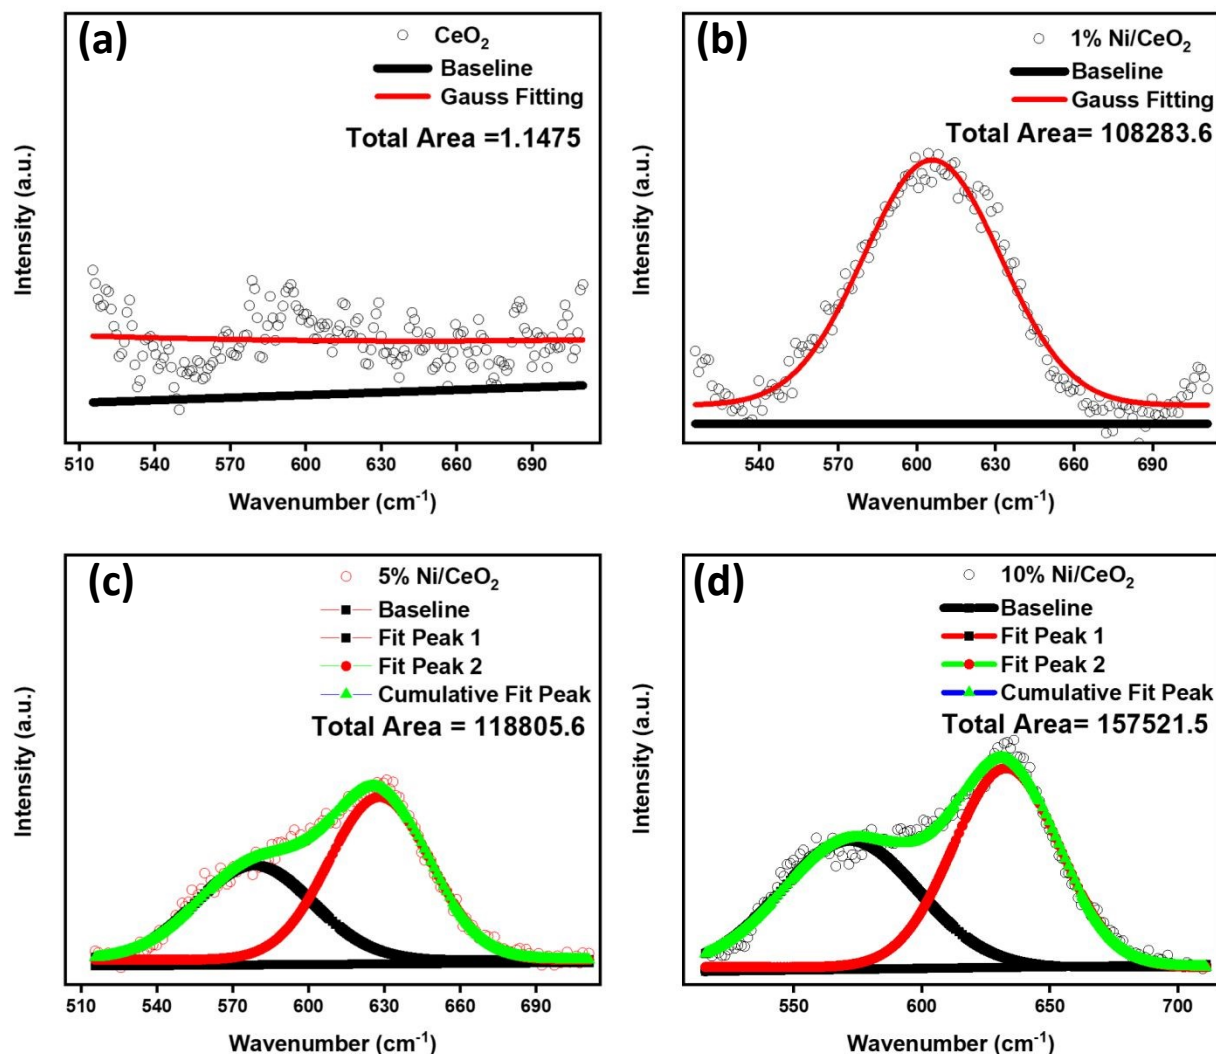 (a)
CeO₂
Baseline
Gauss Fitting
Total Area =1.1475
Intensity (a.u.)
510 540 570 600 630 660 690
Wavenumber (cm⁻¹)
(b)
1% Ni/CeO₂
Baseline
Gauss Fitting
Total Area= 108283.6
Intensity (a.u.)
540 570 600 630 660 690
Wavenumber (cm⁻¹)
(c)
5% Ni/CeO₂
Baseline
Fit Peak 1
Fit Peak 2
Cumulative Fit Peak
Total Area = 118805.6
Intensity (a.u.)
510 540 570 600 630 660 690
Wavenumber (cm⁻¹)
(d)
10% Ni/CeO₂
Baseline
Fit Peak 1
Fit Peak 2
Cumulative Fit Peak
Total Area= 157521.5
Intensity (a.u.)
550 600 650 700
Wavenumber (cm⁻¹)